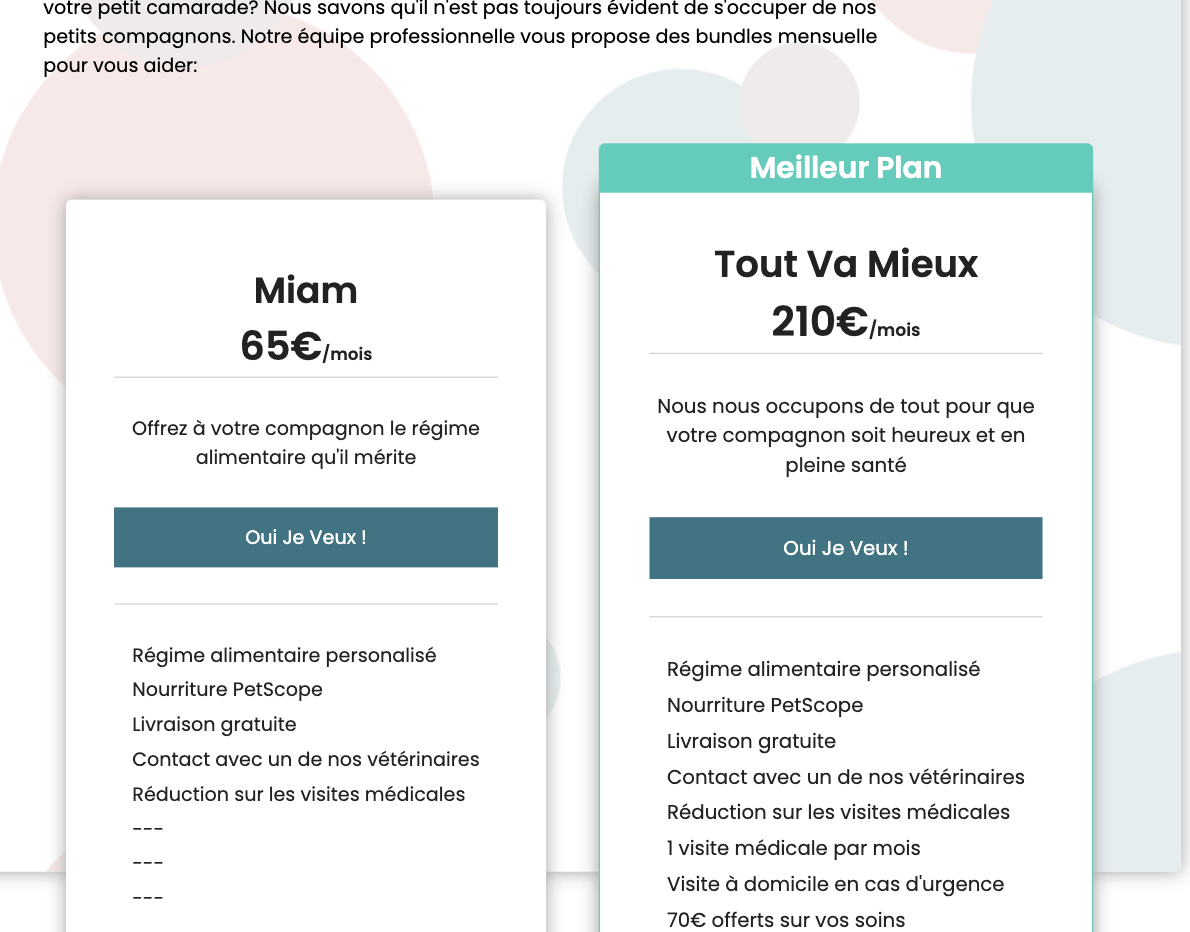 votre petit camarade? Nous savons qu'il n'est pas toujours évident de s'occuper de nos
petits compagnons. Notre équipe professionnelle vous propose des bundles mensuelle
pour vous aider:
Miam
65€/mois
Offrez à votre compagnon le régime
alimentaire qu'il mérite
Oui Je Veux !
Régime alimentaire personalisé
Nourriture PetScope
Livraison gratuite
Contact avec un de nos vétérinaires
Réduction sur les visites médicales
---
---
---
Meilleur Plan
Tout Va Mieux
210€/mois
Nous nous occupons de tout pour que
votre compagnon soit heureux et en
pleine santé
Oui Je Veux !
Régime alimentaire personalisé
Nourriture PetScope
Livraison gratuite
Contact avec un de nos vétérinaires
Réduction sur les visites médicales
1 visite médicale par mois
Visite à domicile en cas d'urgence
70€ offerts sur vos soins